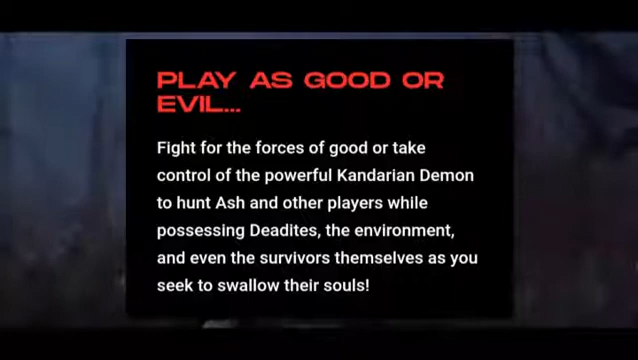 PLAY AS GOOD OR
EVIL...
Fight for the forces of good or take
control of the powerful Kandarian Demon
to hunt Ash and other players while
possessing Deadites, the environment,
and even the survivors themselves as you
seek to swallow their souls!